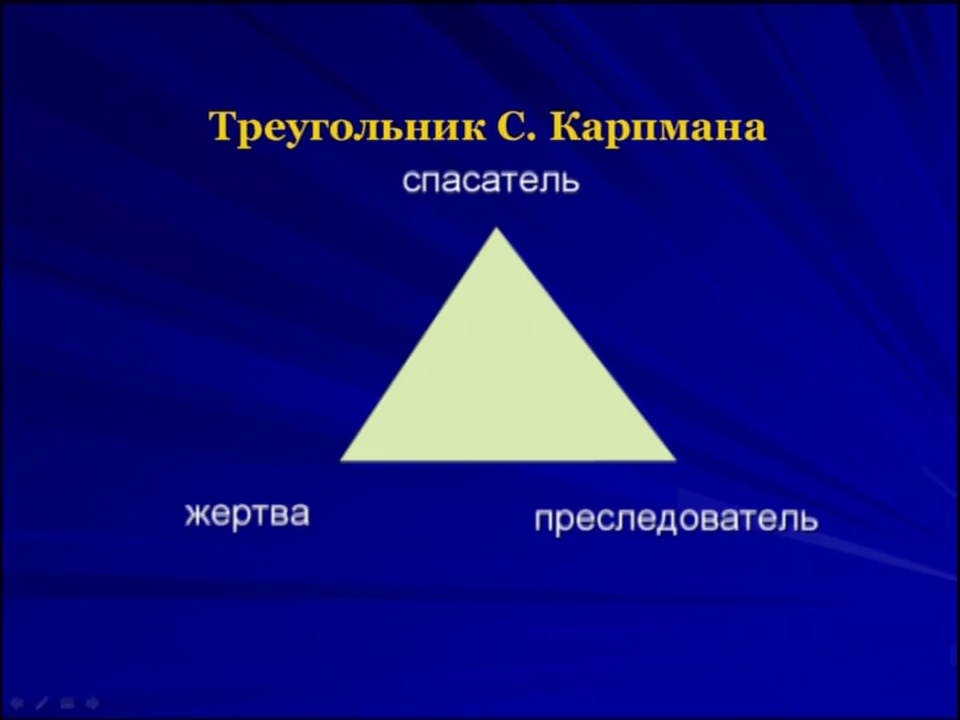 Треугольник С. Карпмана
спасатель
жертва
преследователь